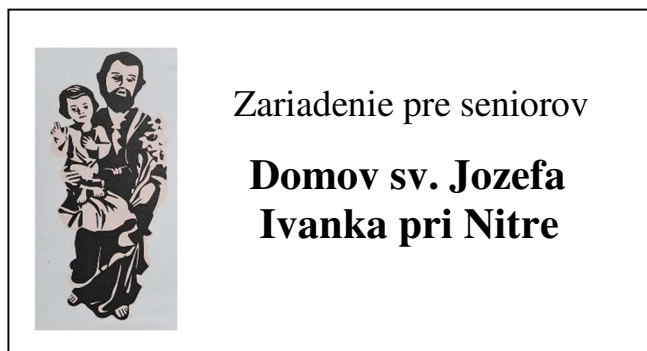 Zariadenie pre seniorov
Domov sv. Jozefa
Ivanka pri Nitre